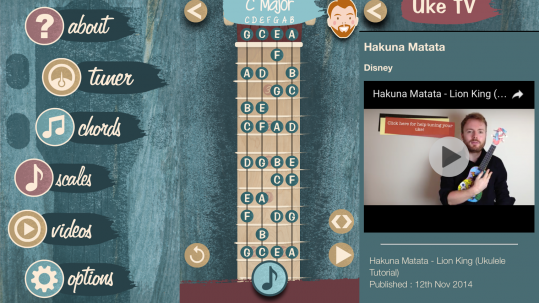 ?
about
tuner
chords
scales
videos
options
C Major
C D E F G A B
G C E A
F
A D B
G C
B E
C F A D
D G B E
C F
E A
F D G
B
G C E A
Uke TV
Hakuna Matata
Disney
Hakuna Matata - Lion King (...
Click here for help tuning your uke!
Hakuna Matata - Lion King (Ukulele
Tutorial)
Published : 12th Nov 2014